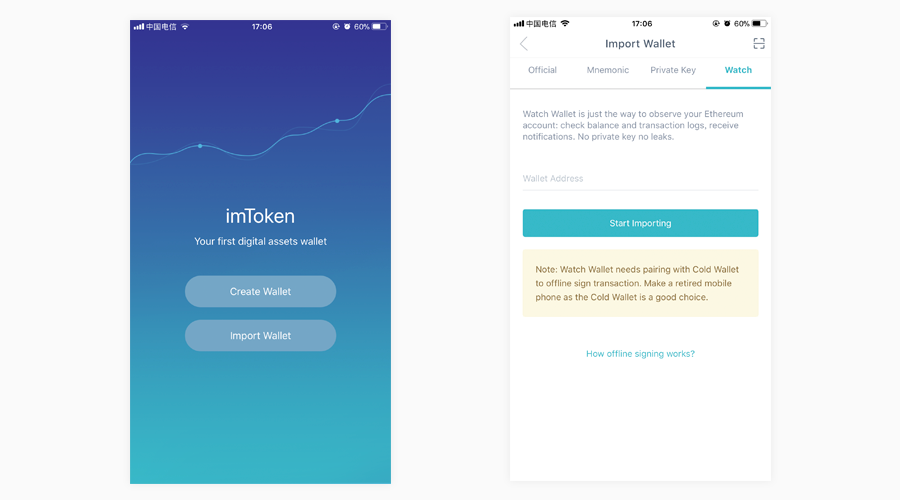 中国电信
17:06
60%
imToken
Your first digital assets wallet
Create Wallet
Import Wallet
中国电信
17:06
60%
Import Wallet
Official
Mnemonic
Private Key
Watch
Watch Wallet is just the way to observe your Ethereum
account: check balance and transaction logs, receive
notifications. No private key no leaks.
Wallet Address
Start Importing
Note: Watch Wallet needs pairing with Cold Wallet
to offline sign transaction. Make a retired mobile
phone as the Cold Wallet is a good choice.
How offline signing works?